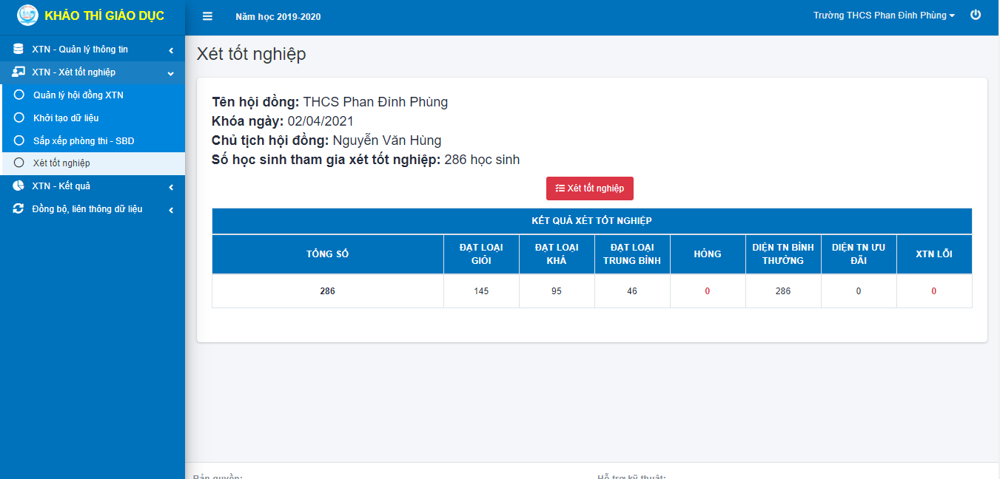 KHẢO THÍ GIÁO DỤC
Năm học 2019-2020
Trường THCS Phan Đình Phùng
XTN - Quản lý thông tin
XTN - Xét tốt nghiệp
Quản lý hội đồng XTN
Khởi tạo dữ liệu
Sắp xếp phòng thi - SBD
Xét tốt nghiệp
XTN - Kết quả
Đồng bộ, liên thông dữ liệu
Xét tốt nghiệp
Tên hội đồng: THCS Phan Đình Phùng
Khóa ngày: 02/04/2021
Chủ tịch hội đồng: Nguyễn Văn Hùng
Số học sinh tham gia xét tốt nghiệp: 286 học sinh
Xét tốt nghiệp
KẾT QUẢ XÉT TỐT NGHIỆP
TỔNG SỐ
ĐẠT LOẠI
GIỎI
ĐẠT LOẠI
KHÁ
ĐẠT LOẠI
TRUNG BÌNH
HỎNG
DIỆN TN BÌNH
THƯỜNG
DIỆN TN ƯU
ĐÃI
XTN LỖI
286 145 95 46 0 286 0 0
Bản quyền:
Hỗ trợ kỹ thuật: